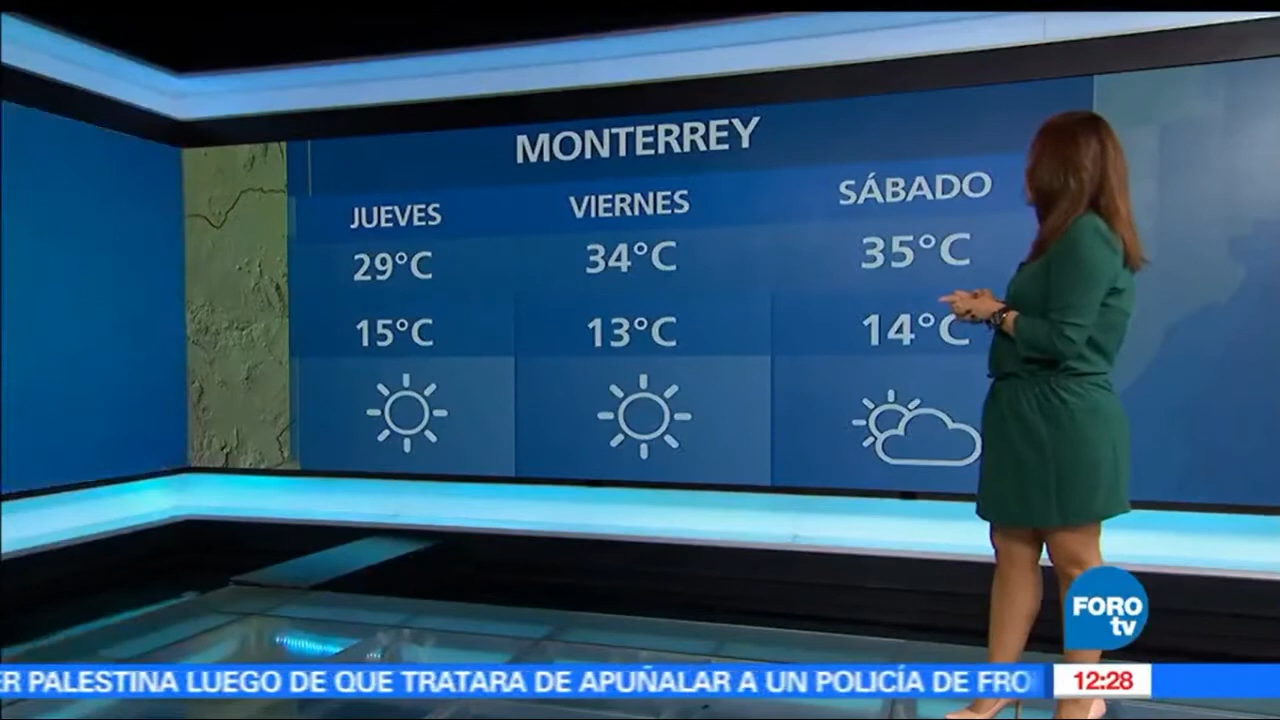 MONTERREY
JUEVES VIERNES SÁBADO
29°C 34°C 35°C
15°C 13°C 14°C
FORO
tv
PALESTINA LUEGO DE QUE TRATARA DE APUÑALAR A UN POLICÍA DE
12:28